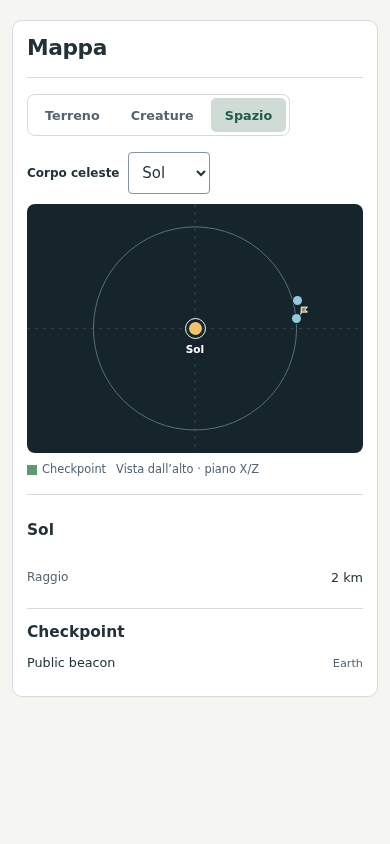 Mappa
Terreno Creature Spazio
Corpo celeste Sol
Sol
Checkpoint Vista dall’alto · piano X/Z
Sol
Raggio 2 km
Checkpoint
Public beacon Earth